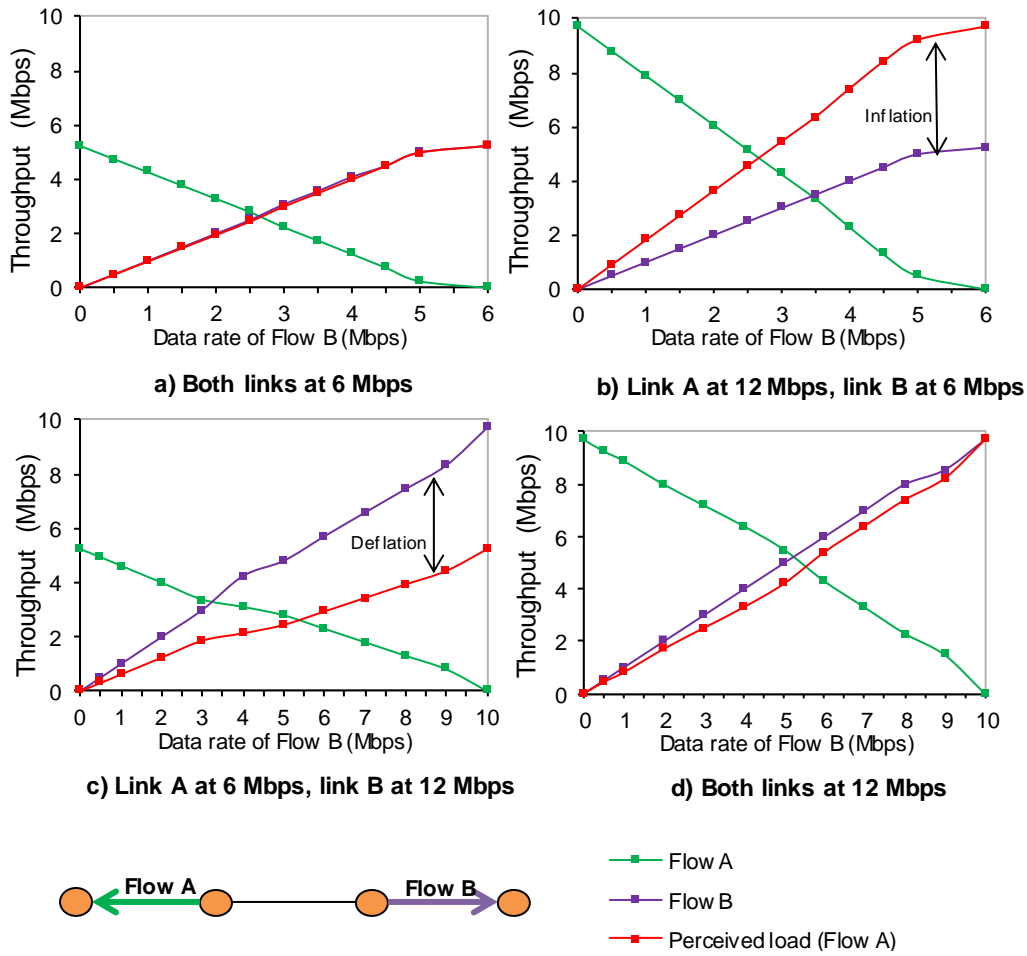 10
8
6
4
2
0
Throughput (Mbps)
0 1 2 3 4 5 6
Data rate of Flow B (Mbps)
a) Both links at 6 Mbps
10
8
6
4
2
0
Throughput (Mbps)
Inflation
0 1 2 3 4 5 6
Data rate of Flow B (Mbps)
b) Link A at 12 Mbps, link B at 6 Mbps
10
8
6
4
2
0
Throughput (Mbps)
Deflation
0 1 2 3 4 5 6 7 8 9 10
Data rate of Flow B (Mbps)
c) Link A at 6 Mbps, link B at 12 Mbps
10
8
6
4
2
0
Throughput (Mbps)
0 1 2 3 4 5 6 7 8 9 10
Data rate of Flow B (Mbps)
d) Both links at 12 Mbps
Flow A
Flow B
Flow A
Flow B
Perceived load (Flow A)